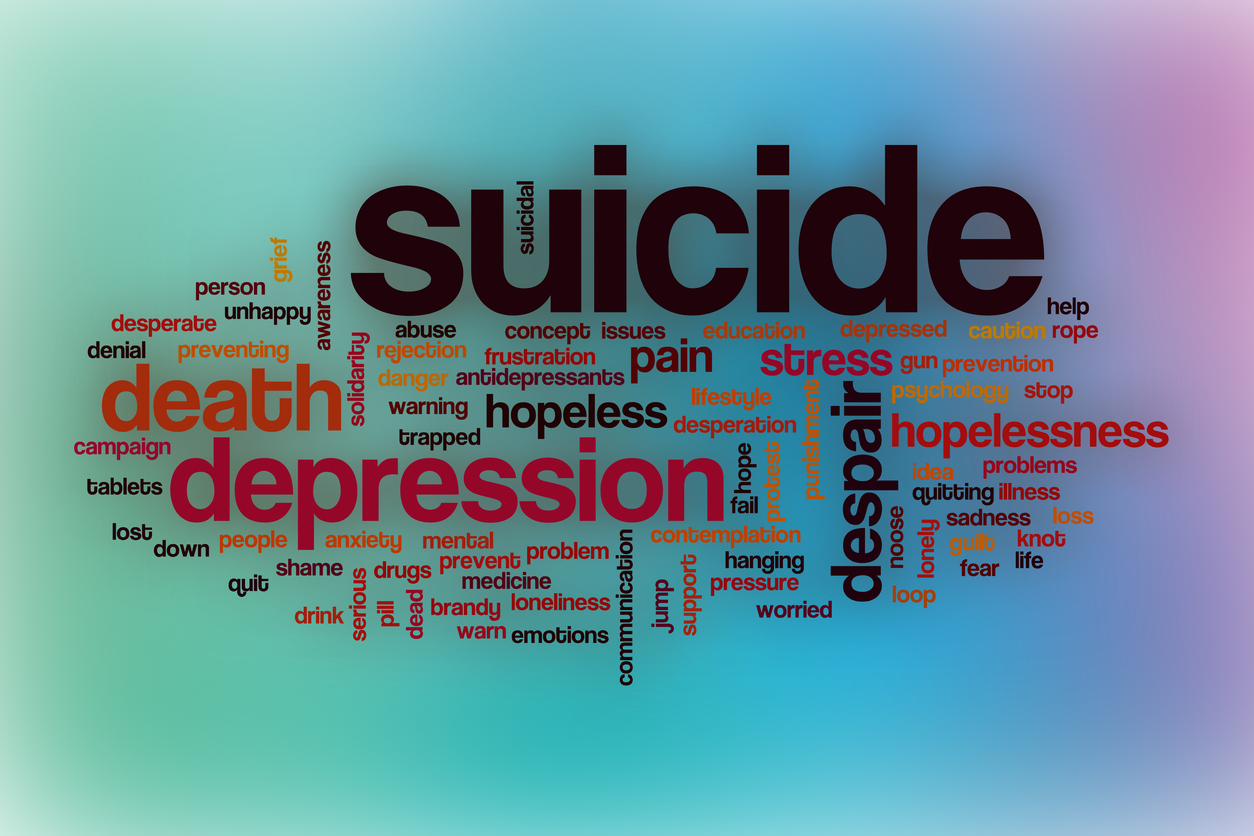 suicide
suicidal
grief
person
awareness
unhappy
help
desperate
abuse
concept
issues
education
depressed
caution
rope
denial
preventing
solidarity
rejection
frustration
pain
stress
gun
prevention
death
danger
antidepressants
lifestyle
punishment
despair
psychology
stop
warning
hopeless
desperation
hopelessness
campaign
trapped
depression
hope
protest
idea
problems
tablets
fail
quitting
illness
lost
down
people
anxiety
mental
contemplation
noose
lonely
sadness
loss
guilt
knot
shame
drugs
prevent
problem
communication
hanging
fear
life
quit
serious
pill
dead
medicine
jump
support
pressure
loop
drink
brandy
loneliness
worried
warn
emotions